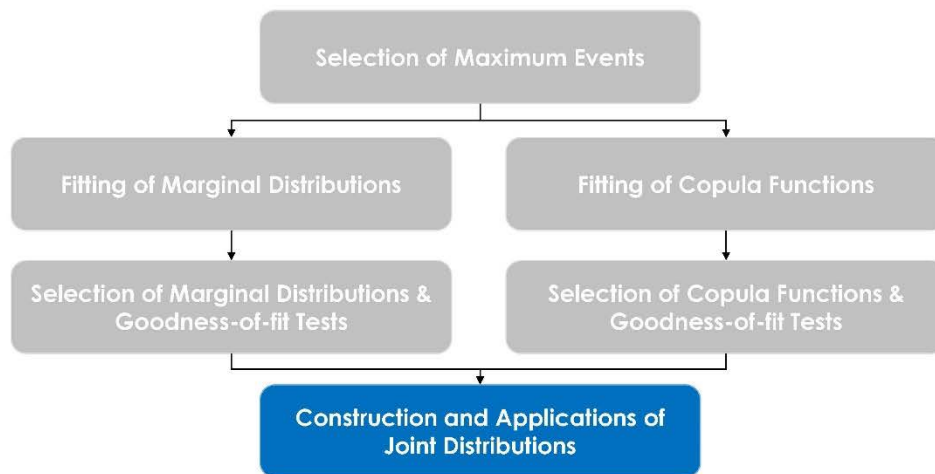 Selection of Maximum Events
Fitting of Marginal Distributions
Fitting of Copula Functions
Selection of Marginal Distributions &
Goodness-of-fit Tests
Selection of Copula Functions &
Goodness-of-fit Tests
Construction and Applications of
Joint Distributions